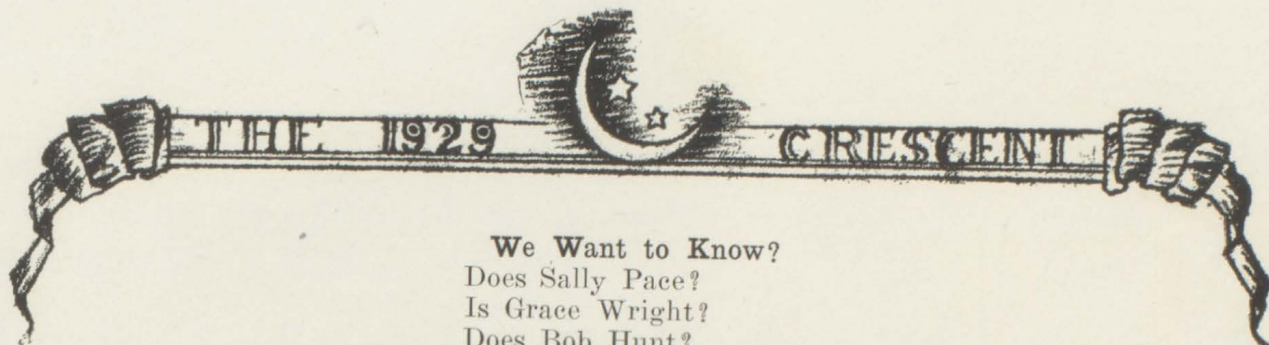 THE 1929 CRESCENT
We Want to Know?
Does Sally Pace?
Is Grace Wright?
Does Bob Hunt?